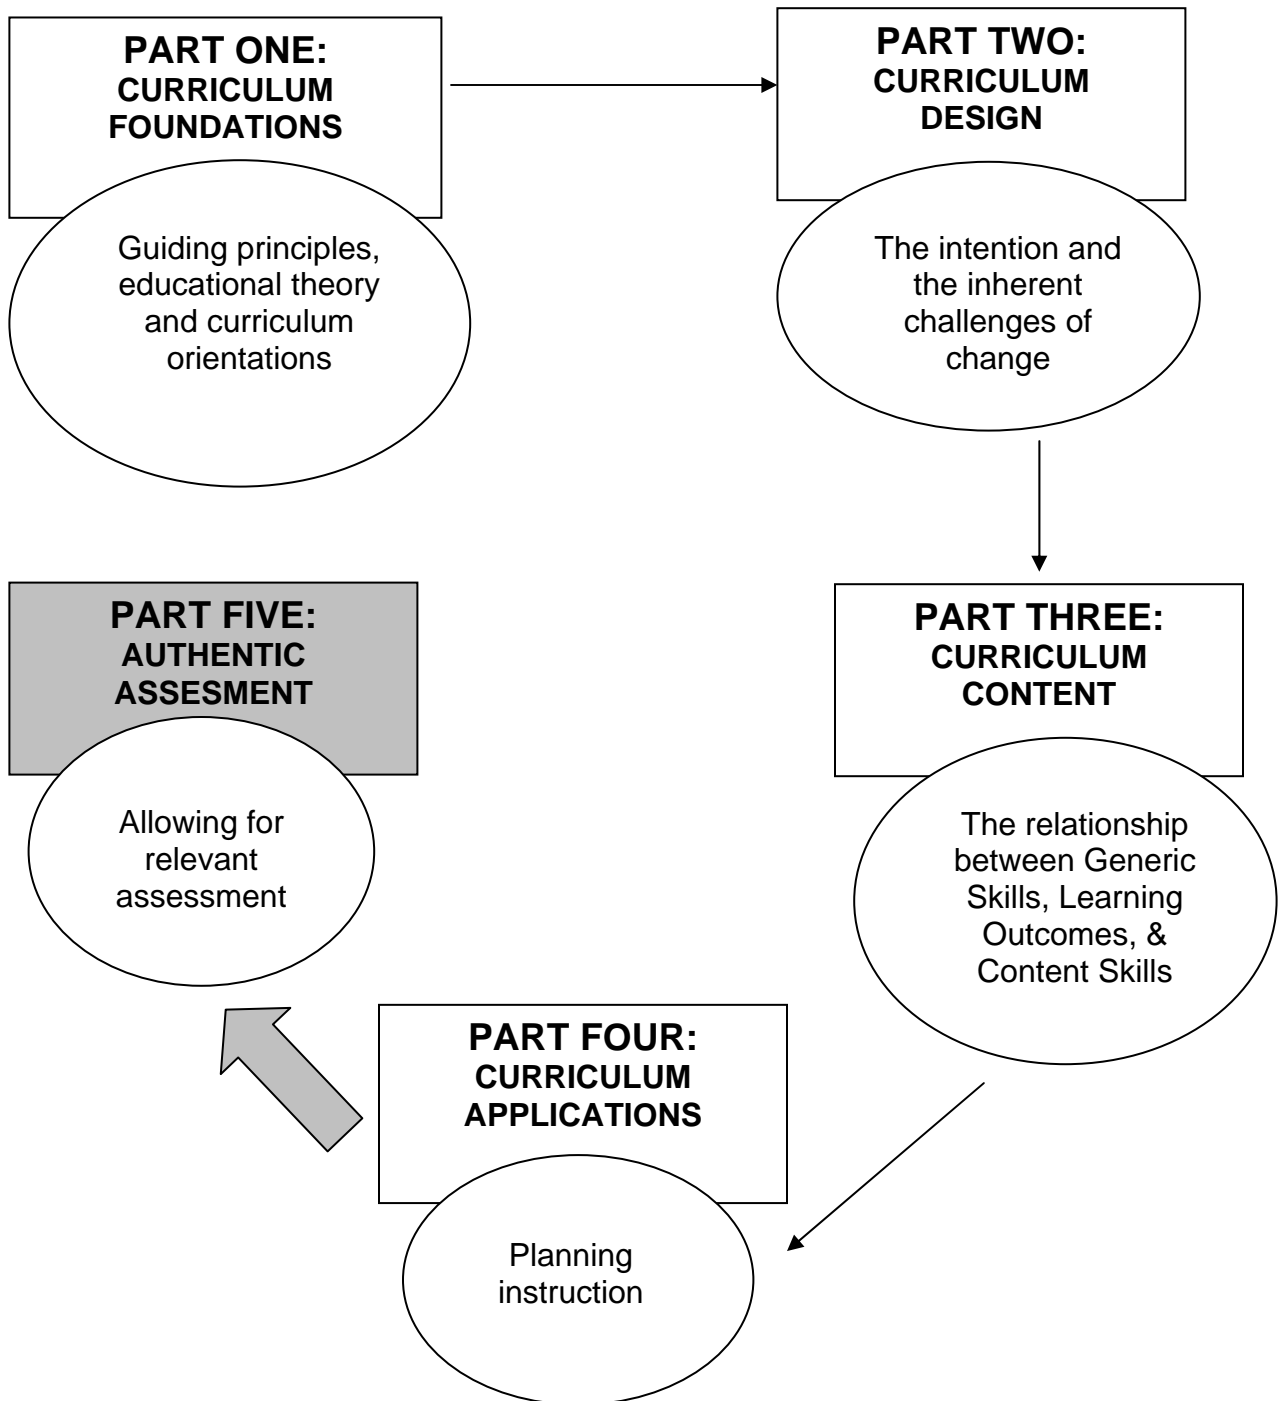 PART ONE:
CURRICULUM
FOUNDATIONS
Guiding principles,
educational theory
and curriculum
orientations
PART TWO:
CURRICULUM
DESIGN
The intention and
the inherent
challenges of
change
PART THREE:
CURRICULUM
CONTENT
The relationship
between Generic
Skills, Learning
Outcomes, &
Content Skills
PART FOUR:
CURRICULUM
APPLICATIONS
Planning
instruction
PART FIVE:
AUTHENTIC
ASSESMENT
Allowing for
relevant
assessment